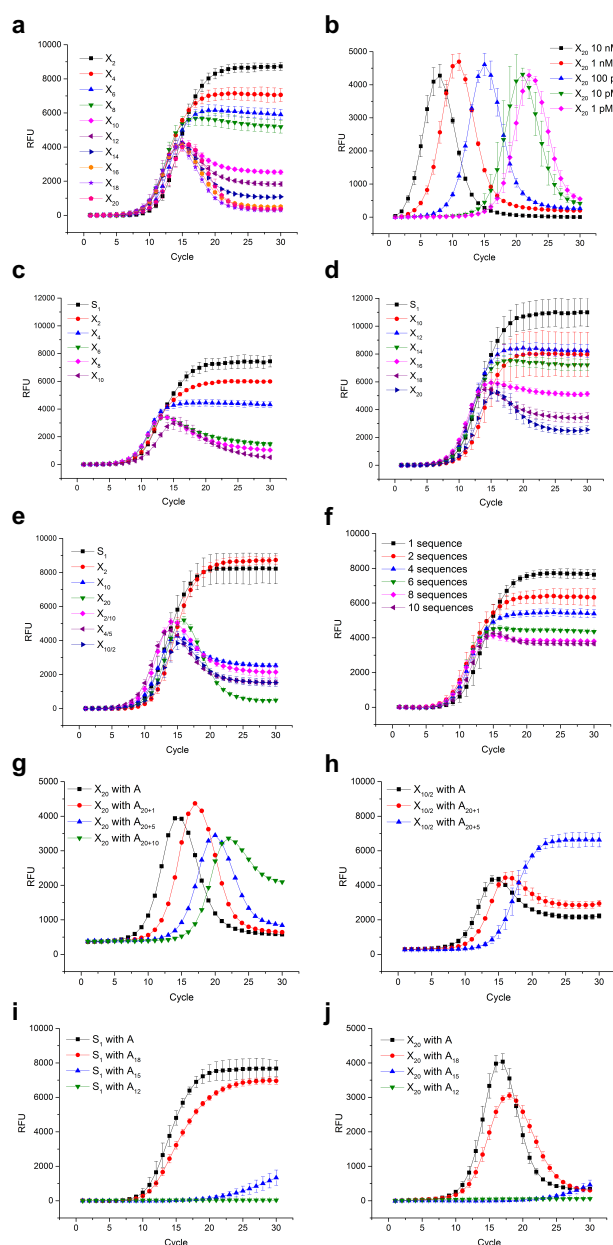 a
10000
8000
6000
4000
2000
0
RFU
X₂
X₄
X₆
X₈
X₁₀
X₁₂
X₁₄
X₁₆
X₁₈
X₂₀
0 5 10 15 20 25 30
Cycle
b
5000
4000
3000
2000
1000
0
RFU
X₂₀ 10 nM
X₂₀ 1 nM
X₂₀ 100 p
X₂₀ 10 pM
X₂₀ 1 pM
0 5 10 15 20 25 30
Cycle
c
12000
10000
8000
6000
4000
2000
0
RFU
S₁
X₂
X₄
X₆
X₈
X₁₀
0 5 10 15 20 25 30
Cycle
d
12000
10000
8000
6000
4000
2000
0
RFU
S₁
X₁₀
X₁₂
X₁₄
X₁₆
X₁₈
X₂₀
0 5 10 15 20 25 30
Cycle
e
10000
8000
6000
4000
2000
0
RFU
S₁
X₂
X₁₀
X₂₀
X₂/₁₀
X₄/₅
X₁₀/₂
0 5 10 15 20 25 30
Cycle
f
10000
8000
6000
4000
2000
0
RFU
1 sequence
2 sequences
4 sequences
6 sequences
8 sequences
10 sequences
0 5 10 15 20 25 30
Cycle
g
5000
4000
3000
2000
1000
0
RFU
X₂₀ with A
X₂₀ with A₂₀₊₁
X₂₀ with A₂₀₊₅
X₂₀ with A₂₀₊₁₀
0 5 10 15 20 25 30
Cycle
h
10000
8000
6000
4000
2000
0
RFU
X₁₀/₂ with A
X₁₀/₂ with A₂₀₊₁
X₁₀/₂ with A₂₀₊₅
0 5 10 15 20 25 30
Cycle
i
10000
8000
6000
4000
2000
0
RFU
S₁ with A
S₁ with A₁₈
S₁ with A₁₅
S₁ with A₁₂
0 5 10 15 20 25 30
Cycle
j
5000
4000
3000
2000
1000
0
RFU
X₂₀ with A
X₂₀ with A₁₈
X₂₀ with A₁₅
X₂₀ with A₁₂
0 5 10 15 20 25 30
Cycle